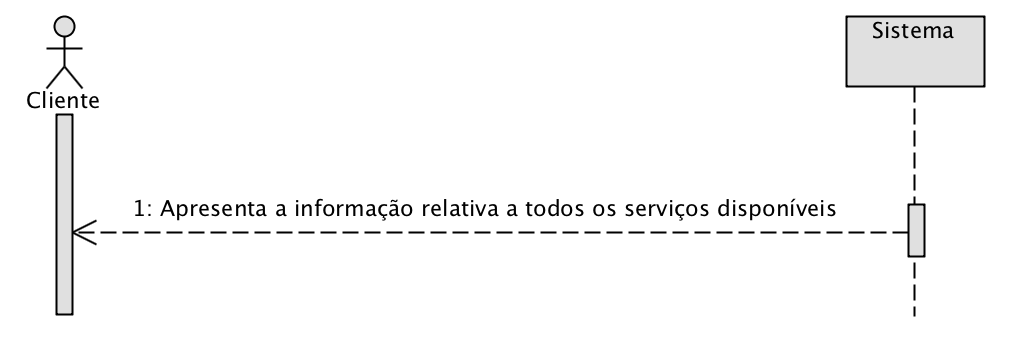 Sistema
Cliente
1: Apresenta a informação relativa a todos os serviços disponíveis